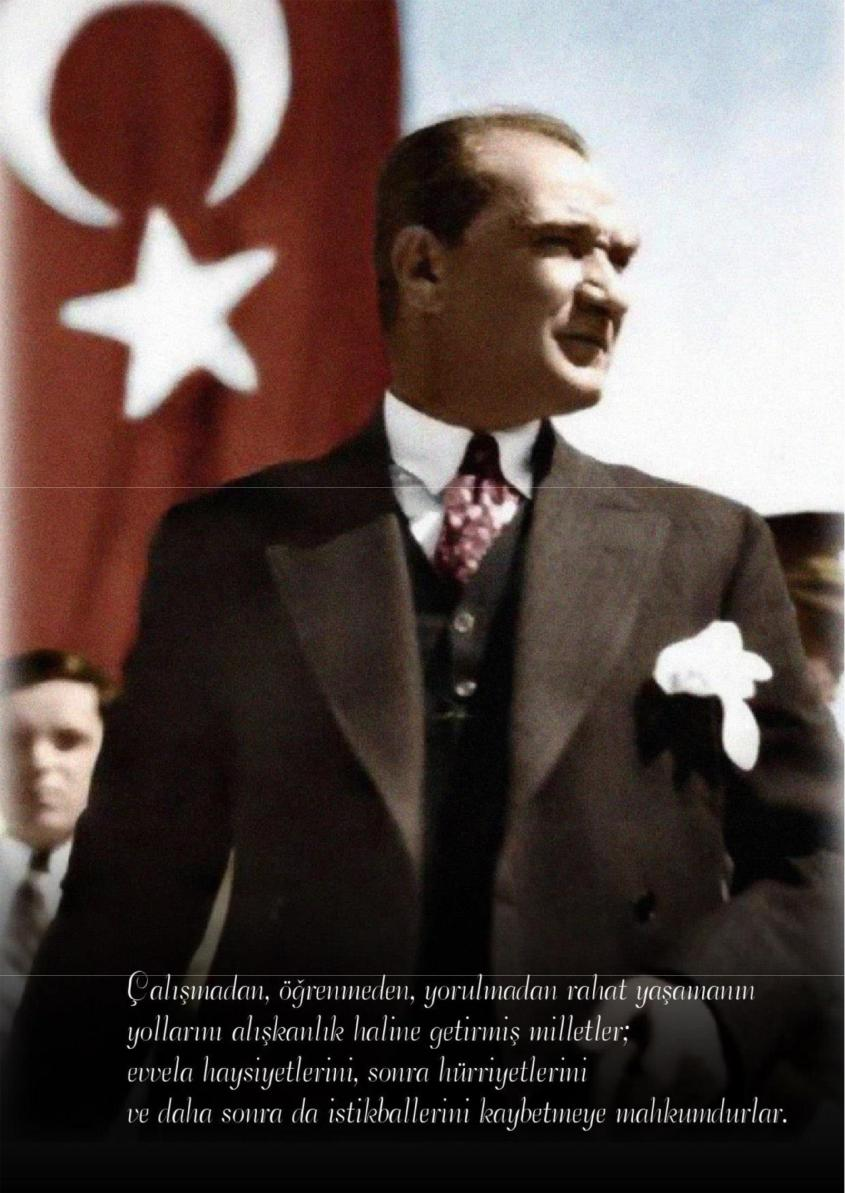 Çalışmadan, öğrenmeden, yorulmadan rahat yaşamanın
yollarını alışkanlık haline getirmiş milletler;
evvela haysiyetlerini, sonra hürriyetlerini
ve daha sonra da istikballerini kaybetmeye mahkumdurlar.